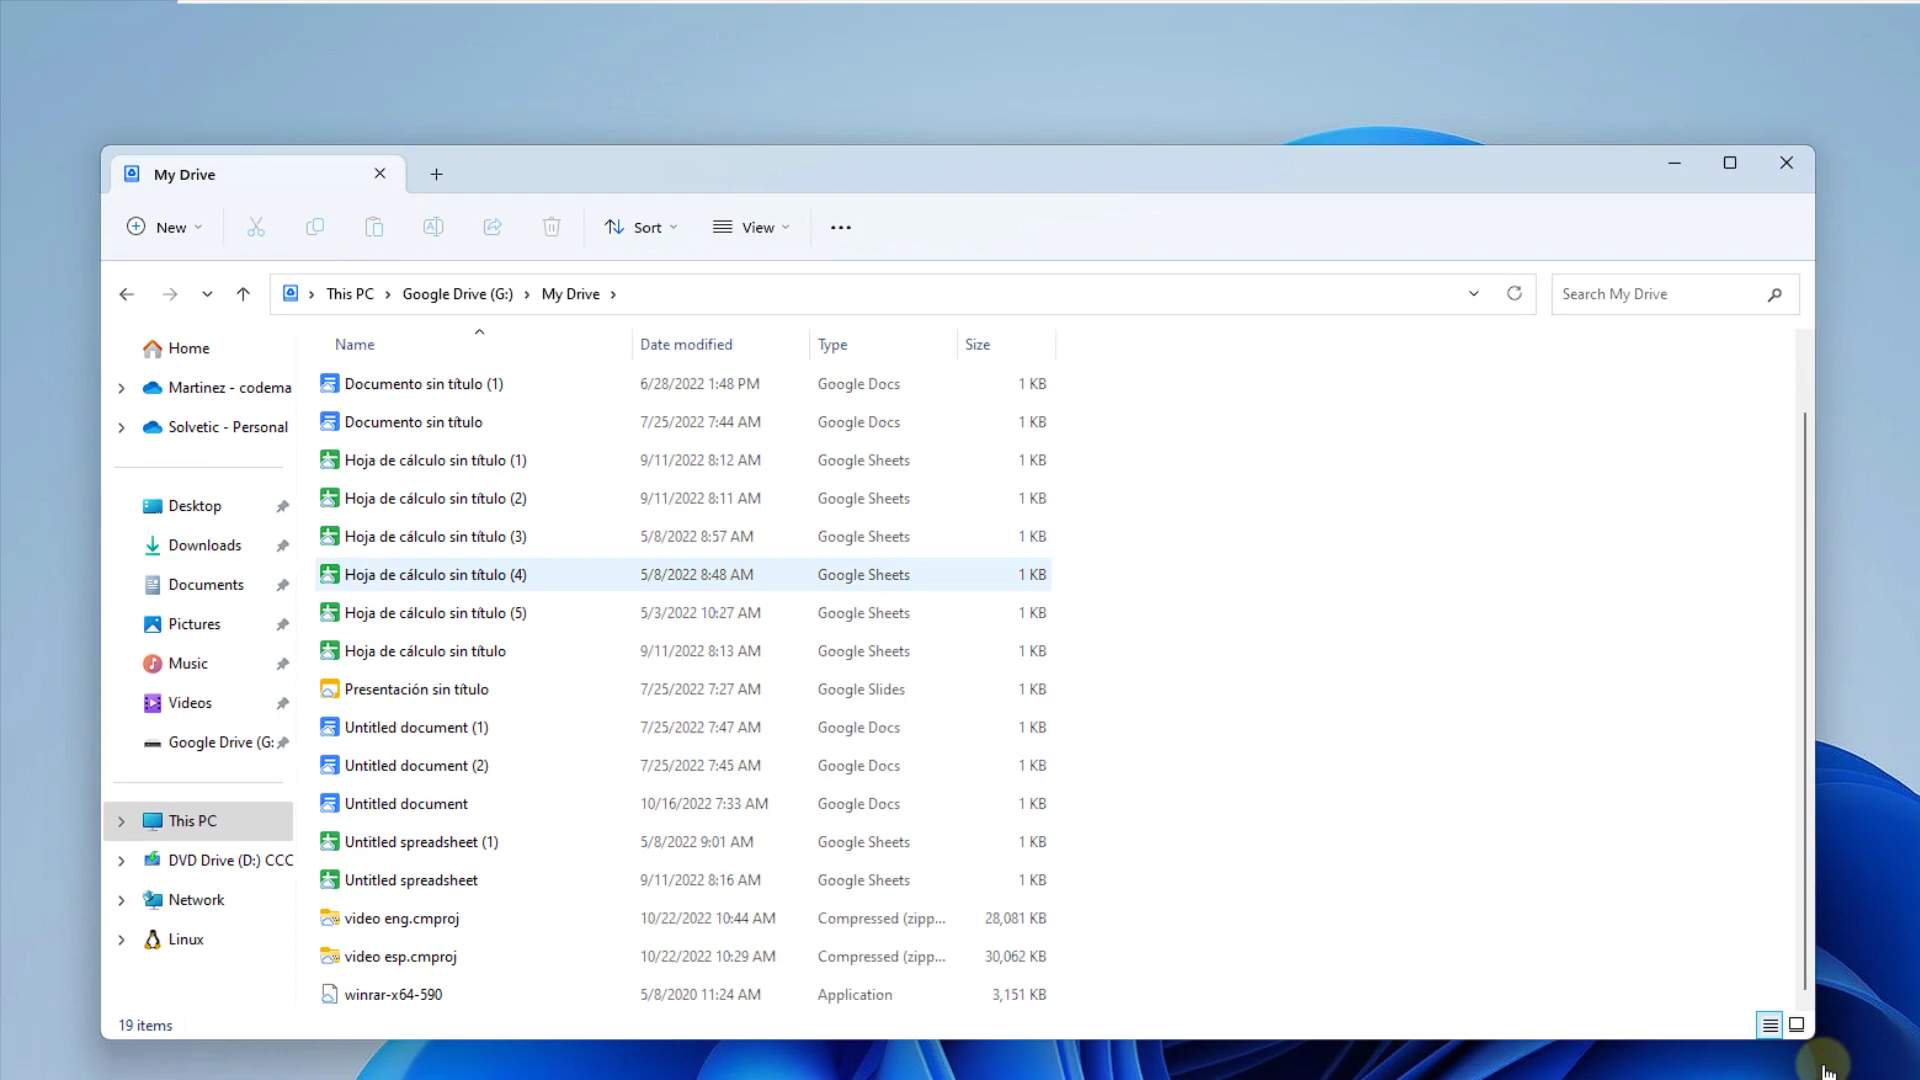 My Drive
New
Sort
View
This PC
Google Drive (G:)
My Drive
Search My Drive
Home
Martinez - codema
Solvetic - Personal
Desktop
Downloads
Documents
Pictures
Music
Videos
Google Drive (G:
This PC
DVD Drive (D:) CCC
Network
Linux
Name Date modified Type Size
Documento sin título (1) 6/28/2022 1:48 PM Google Docs 1 KB
Documento sin título 7/25/2022 7:44 AM Google Docs 1 KB
Hoja de cálculo sin título (1) 9/11/2022 8:12 AM Google Sheets 1 KB
Hoja de cálculo sin título (2) 9/11/2022 8:11 AM Google Sheets 1 KB
Hoja de cálculo sin título (3) 5/8/2022 8:57 AM Google Sheets 1 KB
Hoja de cálculo sin título (4) 5/8/2022 8:48 AM Google Sheets 1 KB
Hoja de cálculo sin título (5) 5/3/2022 10:27 AM Google Sheets 1 KB
Hoja de cálculo sin título 9/11/2022 8:13 AM Google Sheets 1 KB
Presentación sin título 7/25/2022 7:27 AM Google Slides 1 KB
Untitled document (1) 7/25/2022 7:47 AM Google Docs 1 KB
Untitled document (2) 7/25/2022 7:45 AM Google Docs 1 KB
Untitled document 10/16/2022 7:33 AM Google Docs 1 KB
Untitled spreadsheet (1) 5/8/2022 9:01 AM Google Sheets 1 KB
Untitled spreadsheet 9/11/2022 8:16 AM Google Sheets 1 KB
video eng.cmproj 10/22/2022 10:44 AM Compressed (zipp... 28,081 KB
video esp.cmproj 10/22/2022 10:29 AM Compressed (zipp... 30,062 KB
winrar-x64-590 5/8/2020 11:24 AM Application 3,151 KB
19 items